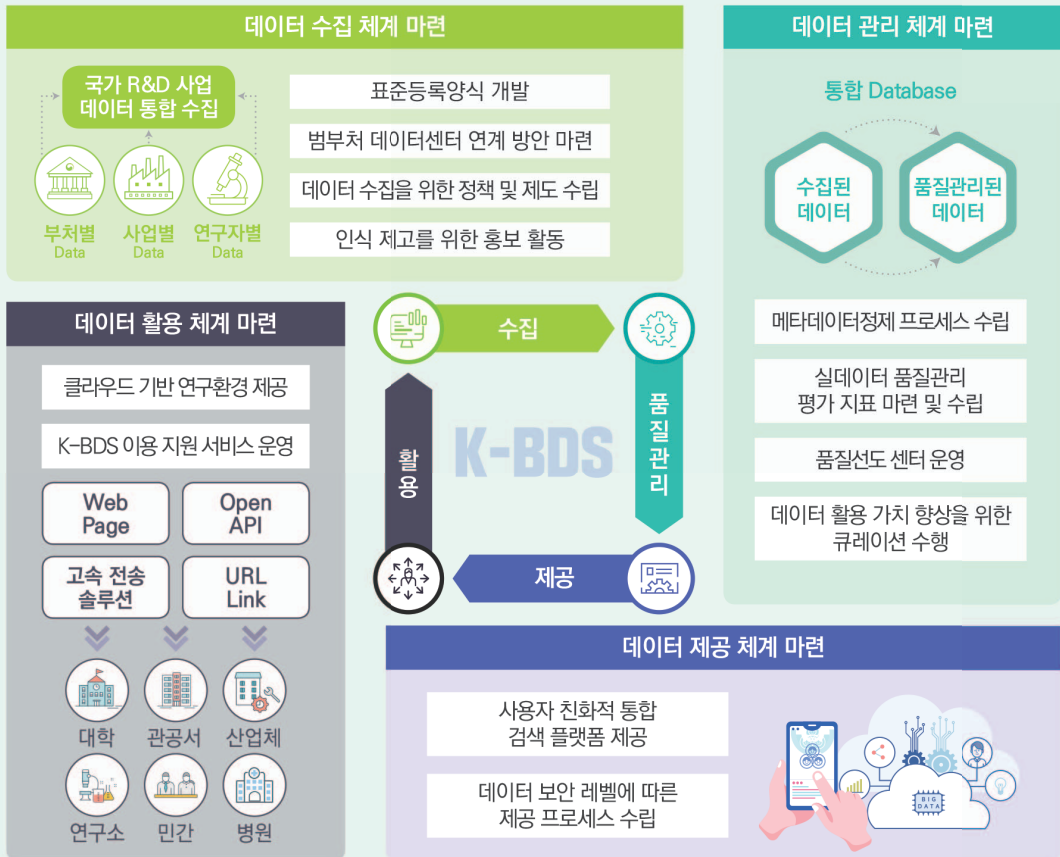 데이터 수집 체계 마련
국가 R&D 사업
데이터 통합 수집
부처별
Data
사업별
Data
연구자별
Data
표준등록양식 개발
범부처 데이터센터 연계 방안 마련
데이터 수집을 위한 정책 및 제도 수립
인식 제고를 위한 홍보 활동
데이터 관리 체계 마련
통합 Database
수집된
데이터
품질관리된
데이터
메타데이터정제 프로세스 수립
실데이터 품질관리
평가 지표 마련 및 수립
품질선도 센터 운영
데이터 활용 가치 향상을 위한
큐레이션 수행
데이터 활용 체계 마련
클라우드 기반 연구환경 제공
K-BDS 이용 지원 서비스 운영
Web
Page
Open
API
고속 전송
솔루션
URL
Link
대학
관공서
산업체
연구소
민간
병원
수집
품질관리
제공
활용
K-BDS
데이터 제공 체계 마련
사용자 친화적 통합
검색 플랫폼 제공
데이터 보안 레벨에 따른
제공 프로세스 수립
BIG
DATA